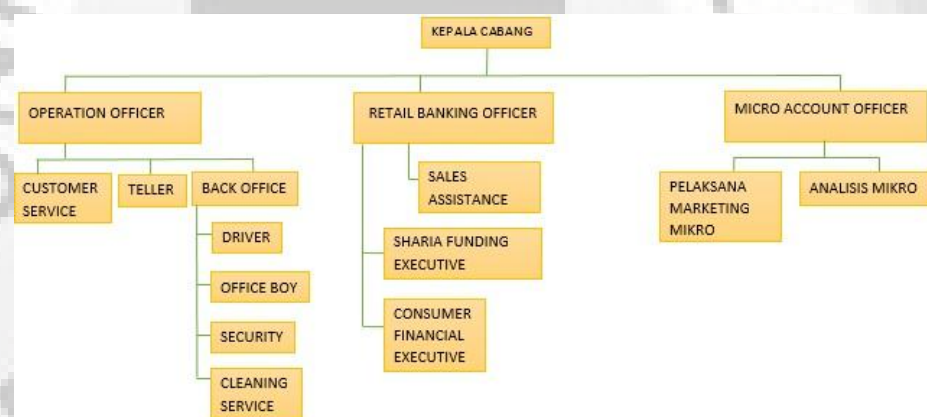 KEPALA CABANG
OPERATION OFFICER
RETAIL BANKING OFFICER
MICRO ACCOUNT OFFICER
CUSTOMER
SERVICE
TELLER
BACK OFFICE
DRIVER
OFFICE BOY
SECURITY
CLEANING
SERVICE
SALES
ASSISTANCE
SHARIA FUNDING
EXECUTIVE
CONSUMER
FINANCIAL
EXECUTIVE
PELAKSANA
MARKETING
MIKRO
ANALISIS MIKRO